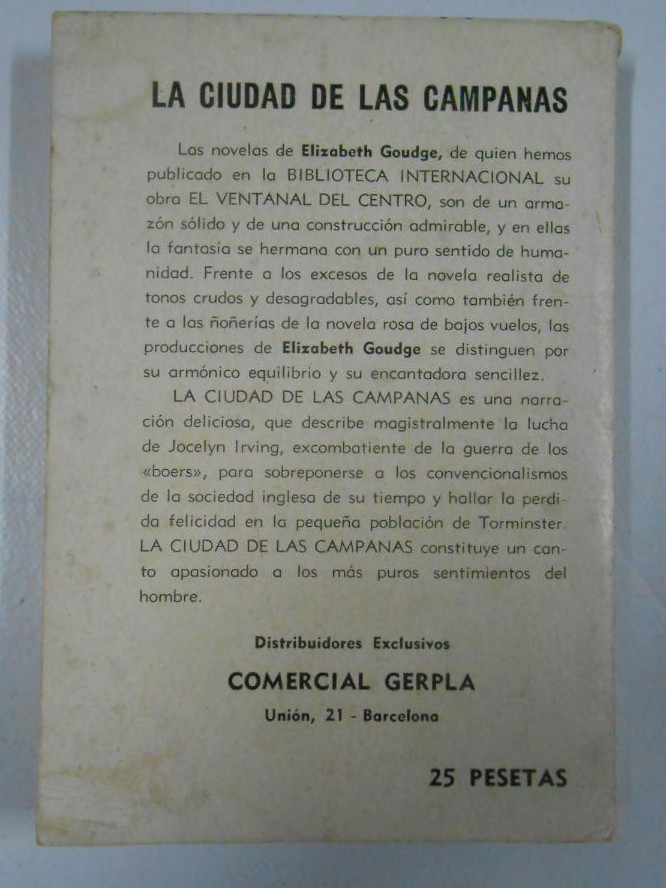 LA CIUDAD DE LAS CAMPANAS
Las novelas de Elizabeth Goudge, de quien hemos
publicado en la BIBLIOTECA INTERNACIONAL su
obra EL VENTANAL DEL CENTRO, son de un arma-
zón sólido y de una construcción admirable, y en ellas
la fantasía se hermana con un puro sentido de huma-
nidad. Frente a los excesos de la novela realista de
tonos crudos y desagradables, así como también fren-
te a las ñoñerías de la novela rosa de bajos vuelos, las
producciones de Elizabeth Goudge se distinguen por
su armónico equilibrio y su encantadora sencillez.
LA CIUDAD DE LAS CAMPANAS es una narra-
ción deliciosa, que describe magistralmente la lucha
de Jocelyn Irving, excombatiente de la guerra de los
«boers», para sobreponerse a los convencionalismos
de la sociedad inglesa de su tiempo y hallar la perdi-
da felicidad en la pequeña población de Torminster.
LA CIUDAD DE LAS CAMPANAS constituye un can-
to apasionado a los más puros sentimientos del
hombre.
Distribuidores Exclusivos
COMERCIAL GERPLA
Unión, 21 - Barcelona
25 PESETAS